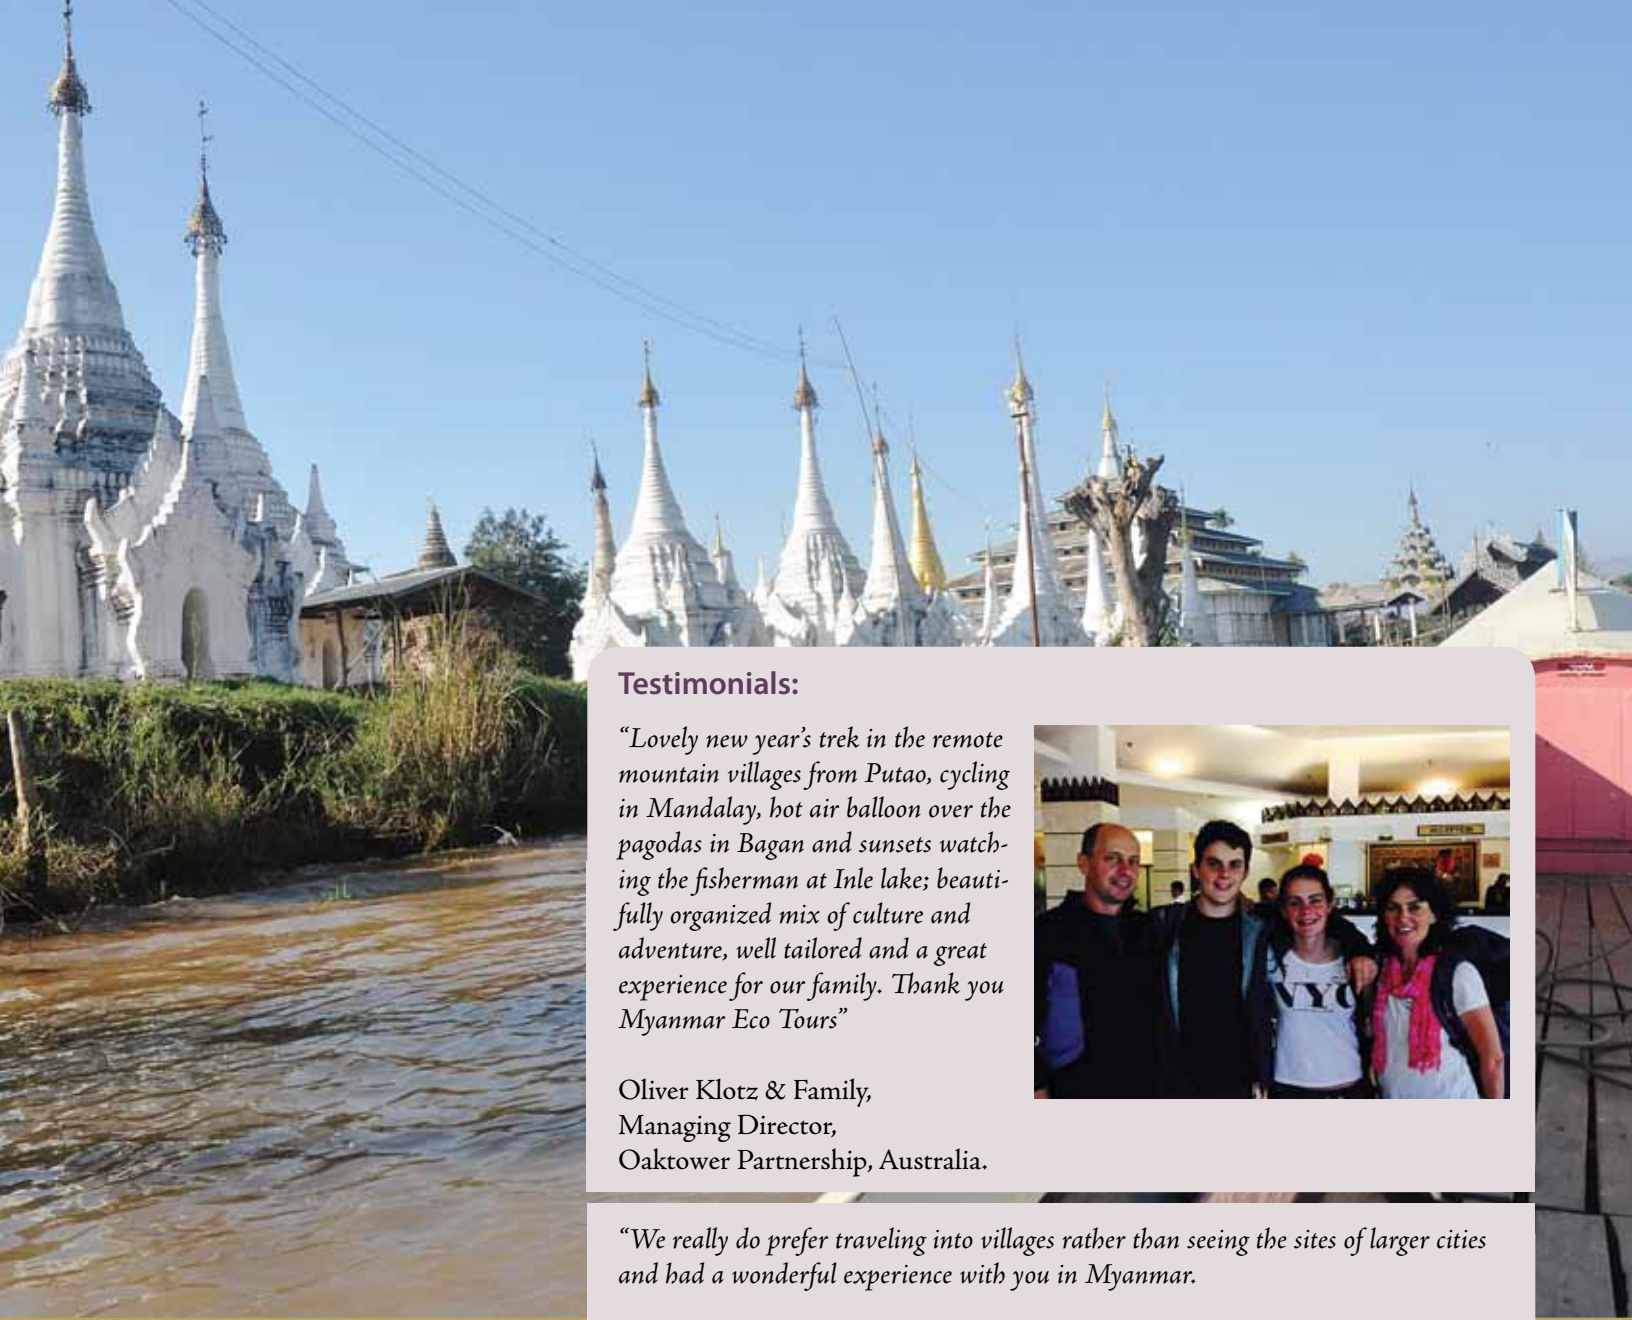 Testimonials:
“Lovely new year’s trek in the remote
mountain villages from Putao, cycling
in Mandalay, hot air balloon over the
pagodas in Bagan and sunsets watch-
ing the fisherman at Inle lake; beauti-
fully organized mix of culture and
adventure, well tailored and a great
experience for our family. Thank you
Myanmar Eco Tours”
NYC
Oliver Klotz & Family,
Managing Director,
Oaktower Partnership, Australia.
“We really do prefer traveling into villages rather than seeing the sites of larger cities
and had a wonderful experience with you in Myanmar.